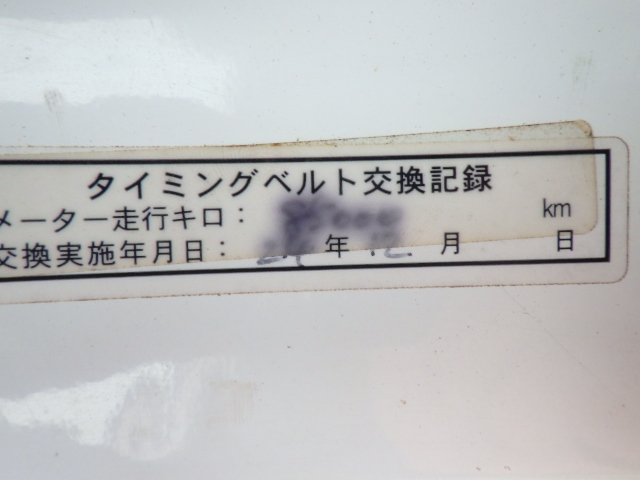 タイミングベルト交換記録
メーター走行キロ： km
交換実施年月日： 年 12 月 日